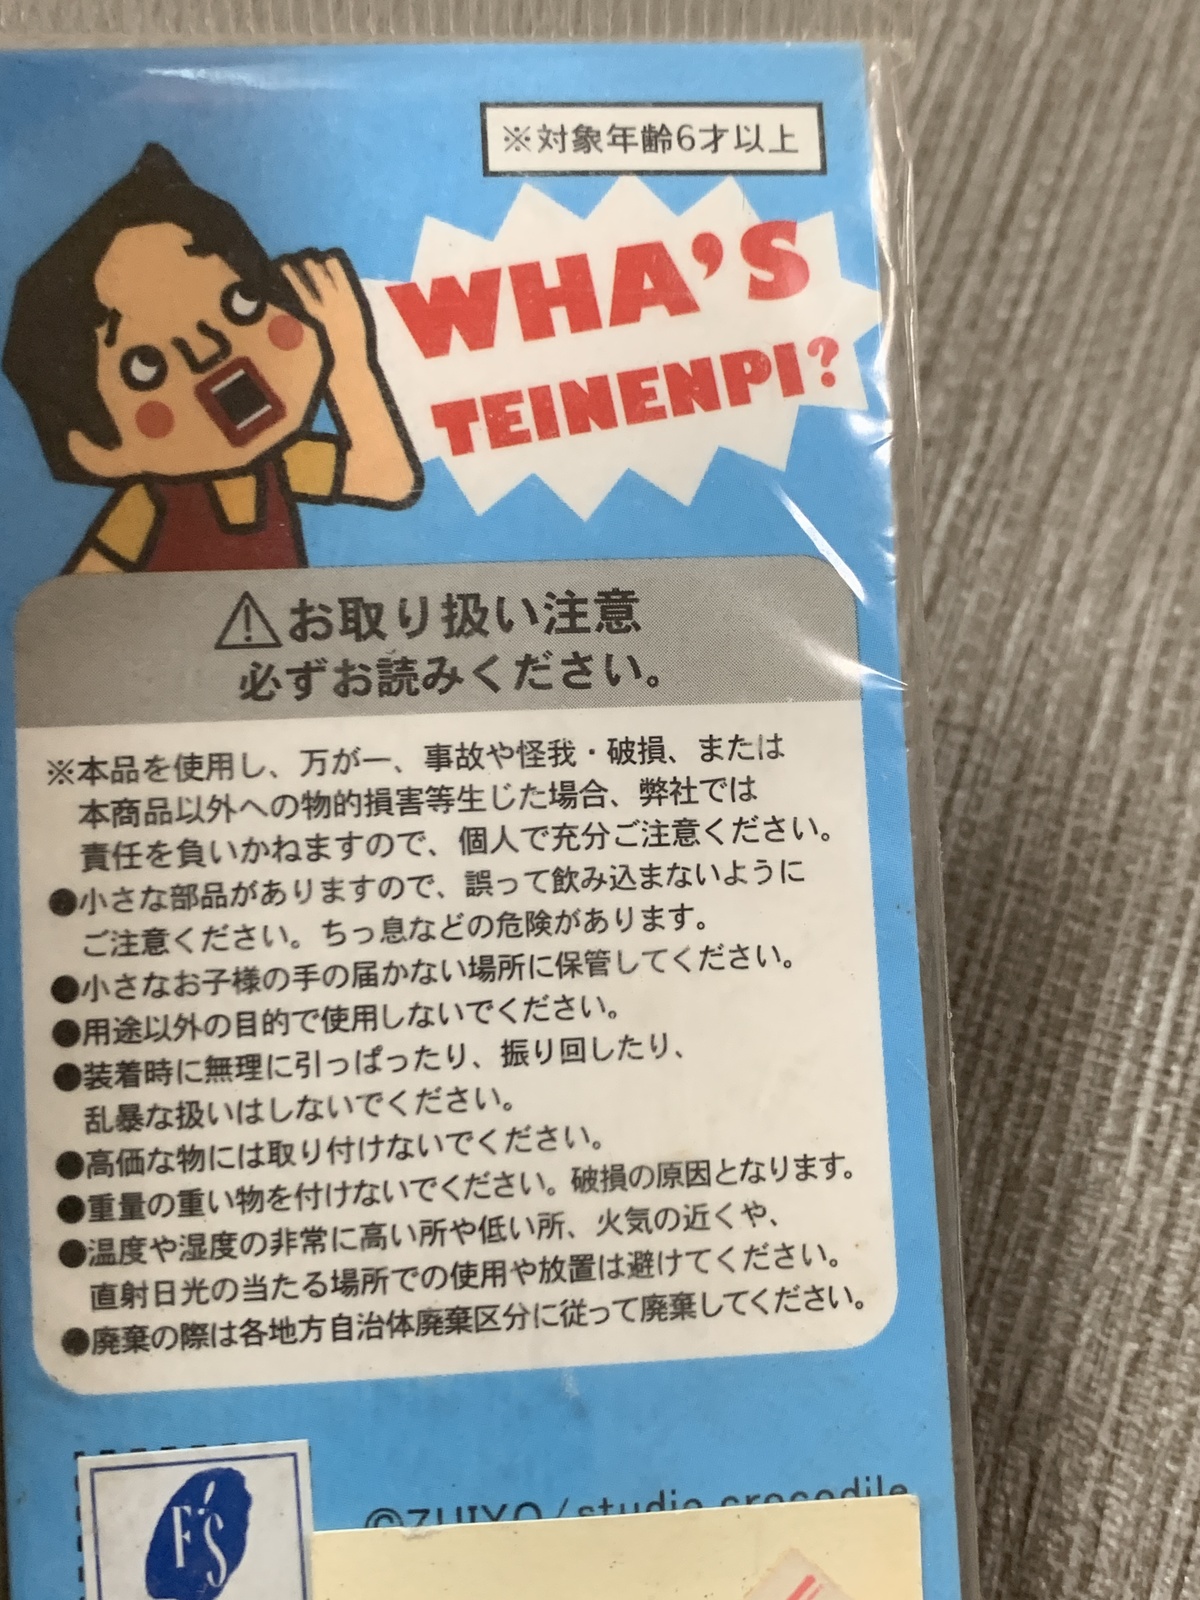 ※対象年齢6才以上
WHA'S
TEINENPI?
⚠お取り扱い注意
必ずお読みください。
※本品を使用し、万が一、事故や怪我・破損、または
本商品以外への物的損害等生じた場合、弊社では
責任を負いかねますので、個人で充分ご注意ください。
●小さな部品がありますので、誤って飲み込まないように
ご注意ください。ちっ息などの危険があります。
●小さなお子様の手の届かない場所に保管してください。
●用途以外の目的で使用しないでください。
●装着時に無理に引っぱったり、振り回したり、
乱暴な扱いはしないでください。
●高価な物には取り付けないでください。
●重量の重い物を付けないでください。破損の原因となります。
●温度や湿度の非常に高い所や低い所、火気の近くや、
直射日光の当たる場所での使用や放置は避けてください。
●廃棄の際は各地方自治体廃棄区分に従って廃棄してください。
©ZUIYO/studio crocodile
F'S